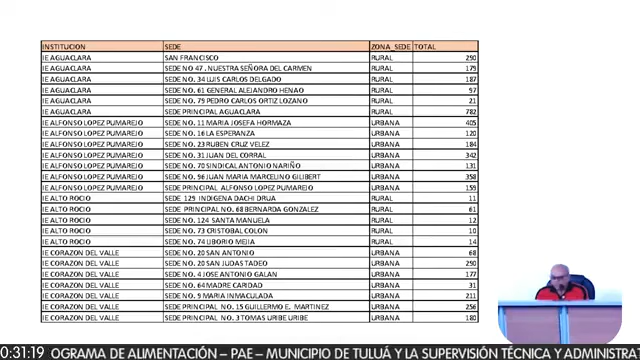 INSTITUCION SEDE ZONA_SEDE TOTAL
IE AGUACLARA SAN FRANCISCO RURAL 290
IE AGUACLARA SEDE NO 47 . NUESTRA SEÑORA DEL CARMEN RURAL 179
IE AGUACLARA SEDE NO. 34 LUIS CARLOS DELGADO RURAL 187
IE AGUACLARA SEDE NO. 61 GENERAL ALEJANDRO HENAO RURAL 97
IE AGUACLARA SEDE NO. 79 PEDRO CARLOS ORTIZ LOZANO RURAL 21
IE AGUACLARA SEDE PRINCIPAL AGUACLARA RURAL 782
IE ALFONSO LOPEZ PUMAREJO SEDE NO. 11 MARIA JOSEFA HORMAZA URBANA 405
IE ALFONSO LOPEZ PUMAREJO SEDE NO. 16 LA ESPERANZA URBANA 120
IE ALFONSO LOPEZ PUMAREJO SEDE NO. 23 RUBEN CRUZ VELEZ URBANA 184
IE ALFONSO LOPEZ PUMAREJO SEDE NO. 31 JUAN DEL CORRAL URBANA 342
IE ALFONSO LOPEZ PUMAREJO SEDE NO. 70 SINDICAL ANTONIO NARIÑO URBANA 131
IE ALFONSO LOPEZ PUMAREJO SEDE NO. 96 JUAN MARIA MARCELINO GILIBERT URBANA 358
IE ALFONSO LOPEZ PUMAREJO SEDE PRINCIPAL ALFONSO LOPEZ PUMAREJO URBANA 159
IE ALTO ROCIO SEDE 129 INDIGENA DACHI DRUA RURAL 11
IE ALTO ROCIO SEDE PRINCIPAL NO. 68 BERNARDA GONZALEZ RURAL 61
IE ALTO ROCIO SEDE NO. 124 SANTA MANUELA RURAL 12
IE ALTO ROCIO SEDE NO. 73 CRISTOBAL COLON RURAL 10
IE ALTO ROCIO SEDE NO. 74 LIBORIO MEJIA RURAL 14
IE CORAZON DEL VALLE SEDE NO. 20 SAN ANTONIO URBANA 68
IE CORAZON DEL VALLE SEDE NO. 20 SAN JUDAS TADEO URBANA 290
IE CORAZON DEL VALLE SEDE NO. 4 JOSE ANTONIO GALAN URBANA 177
IE CORAZON DEL VALLE SEDE NO. 64 MADRE CARIDAD URBANA 31
IE CORAZON DEL VALLE SEDE NO. 9 MARIA INMACULADA URBANA 211
IE CORAZON DEL VALLE SEDE PRINCIPAL NO. 15 GUILLERMO E. MARTINEZ URBANA 256
IE CORAZON DEL VALLE SEDE PRINCIPAL NO. 3 TOMAS URIBE URIBE URBANA 180
0:31:19 OGRAMA DE ALIMENTACIÓN – PAE – MUNICIPIO DE TULUÁ Y LA SUPERVISIÓN TÉCNICA Y ADMINISTRA